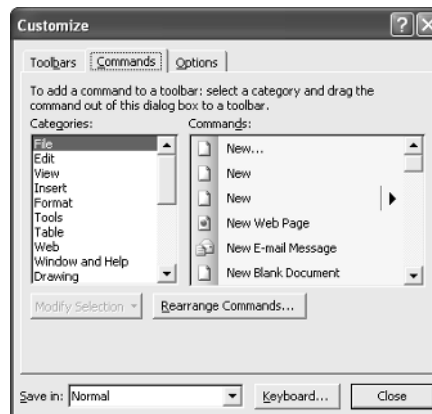 Customize
Toolbars Commands Options
To add a command to a toolbar: select a category and drag the
command out of this dialog box to a toolbar.
Categories: Commands:
File
Edit
View
Insert
Format
Tools
Table
Web
Window and Help
Drawing
New...
New
New
New Web Page
New E-mail Message
New Blank Document
Modify Selection Rearrange Commands...
Save in: Normal Keyboard... Close